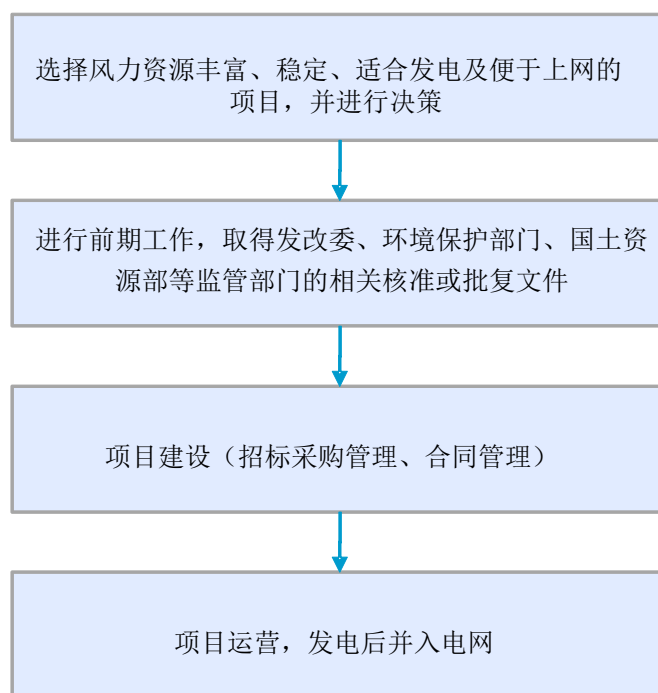 选择风力资源丰富、稳定、适合发电及便于上网的
项目，并进行决策
进行前期工作，取得发改委、环境保护部门、国土资
源部等监管部门的相关核准或批复文件
项目建设（招标采购管理、合同管理）
项目运营，发电后并入电网